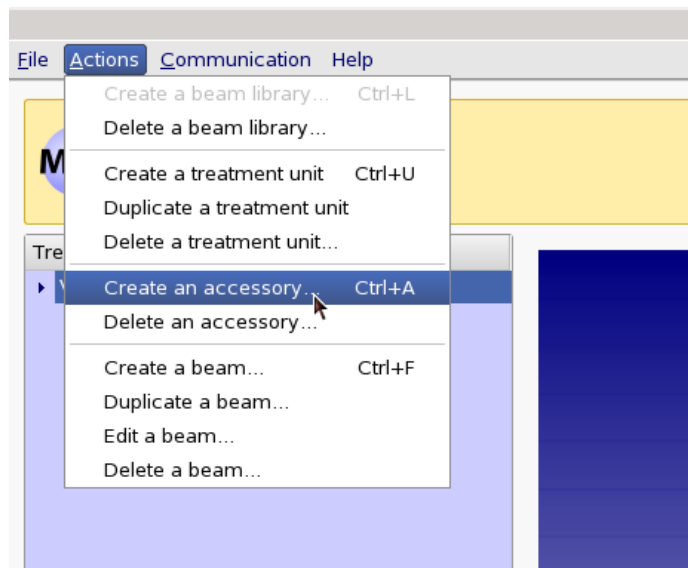 File Actions Communication Help
Create a beam library... Ctrl+L
Delete a beam library...
Create a treatment unit Ctrl+U
Duplicate a treatment unit
Delete a treatment unit...
Create an accessory... Ctrl+A
Delete an accessory...
Create a beam... Ctrl+F
Duplicate a beam...
Edit a beam...
Delete a beam...